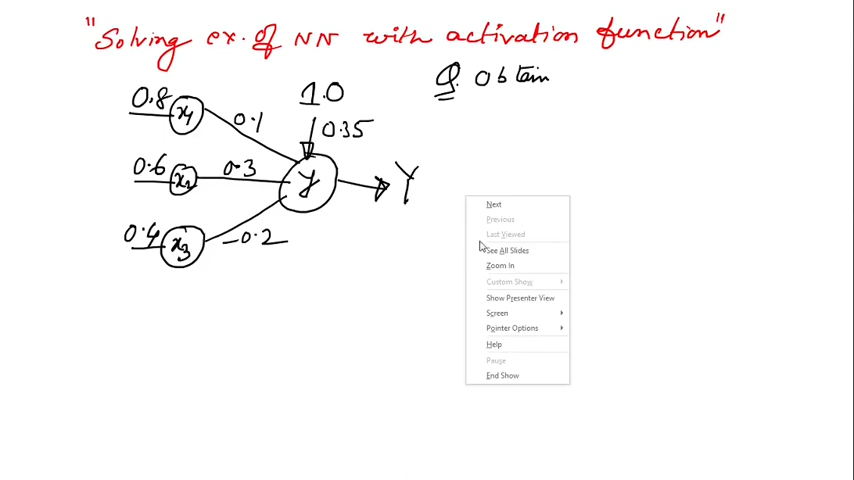 "Solving ex. of NN with activation function"
Q. Obtain
0.8 x1 0.1
1.0
0.35
0.6 x2 0.3
y Y
0.4 x3 -0.2
Next
Previous
Last Viewed
See All Slides
Zoom In
Custom Show
Show Presenter View
Screen
Pointer Options
Help
Pause
End Show